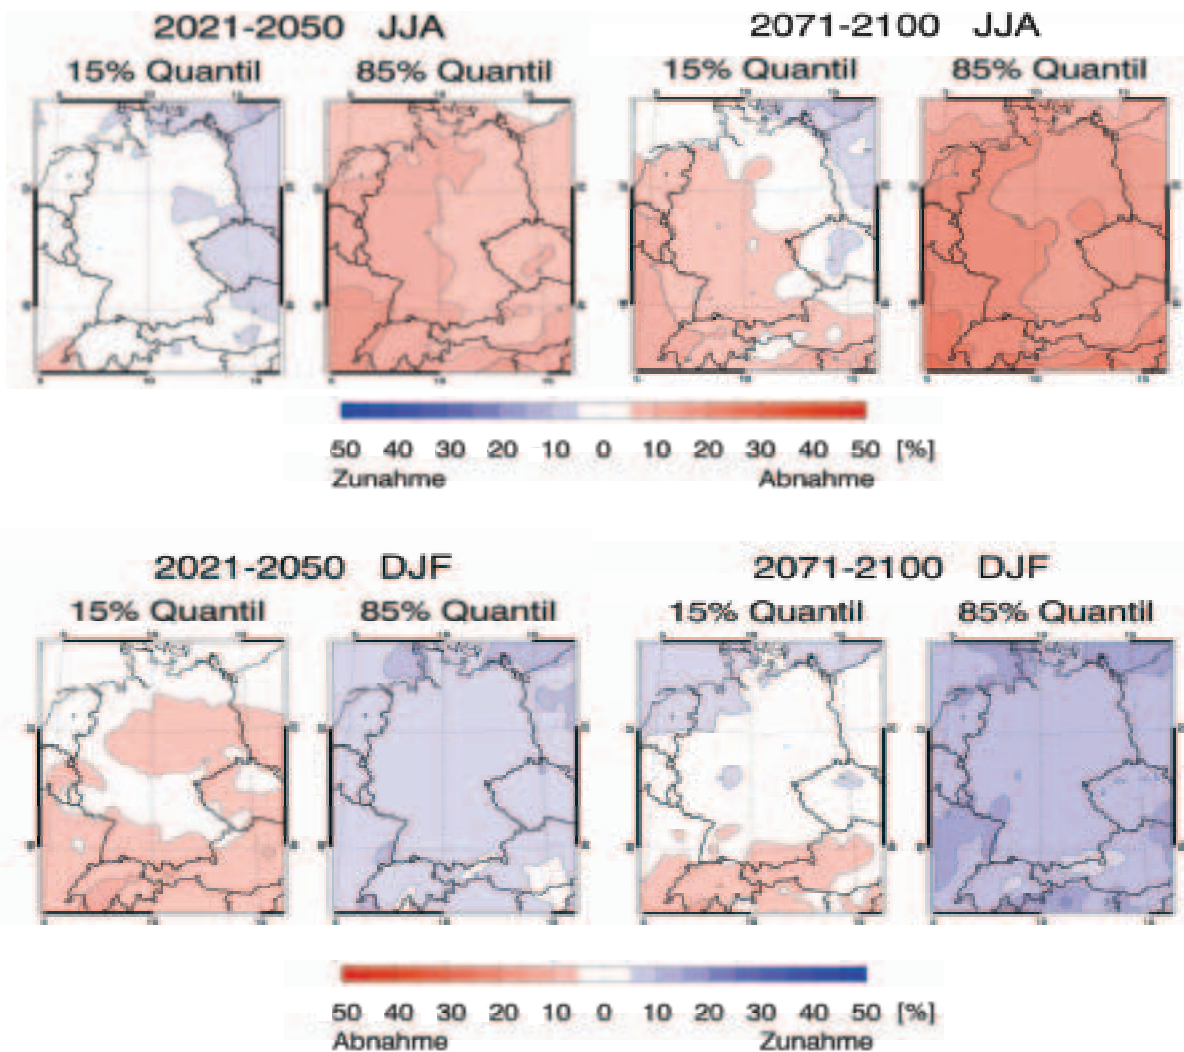 2021-2050 JJA
2071-2100 JJA
15% Quantil
85% Quantil
15% Quantil
85% Quantil
50 40 30 20 10 0 10 20 30 40 50 [%]
Zunahme
Abnahme
2021-2050 DJF
2071-2100 DJF
15% Quantil
85% Quantil
15% Quantil
85% Quantil
50 40 30 20 10 0 10 20 30 40 50 [%]
Abnahme
Zunahme